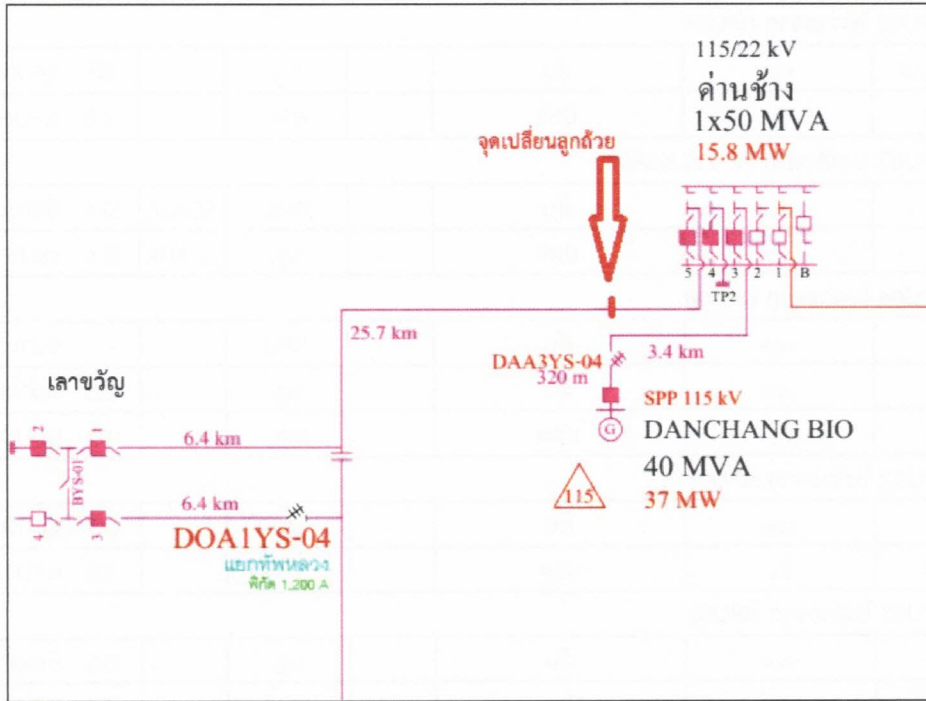 115/22 kV
ด่านช้าง
1x50 MVA
15.8 MW
จุดเปลี่ยนลูกถ้วย
5 4 3 2 1 B
TP2
25.7 km
DAA3YS-04
3.4 km
320 m
เลาขวัญ
SPP 115 kV
G
DANCHANG BIO
40 MVA
37 MW
115
2
1
6.4 km
BYS-01
6.4 km
4
3
DOA1YS-04
แยกทัพหลวง
พิกัด 1,200 A